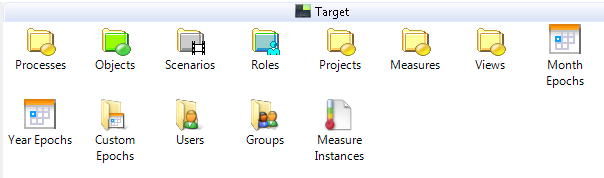 Target
Processes Objects Scenarios Roles Projects Measures Views Month
Epochs
Year Epochs Custom Users Groups Measure
Epochs Instances